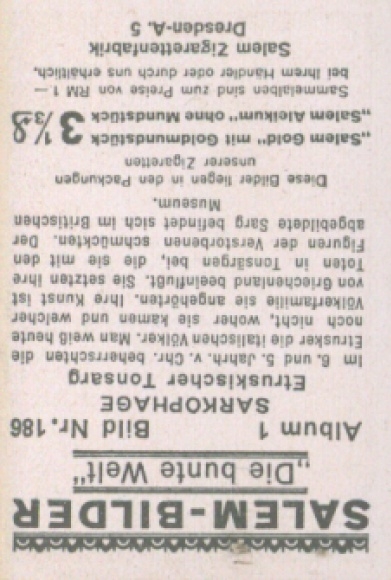 SALEM-BILDER
„Die bunte Welt“
Album 1 Bild Nr. 186
SARKOPHAGE
Etruskischer Tonsarg
Im 6. und 5. Jahrh. v. Chr. beherrschten die
Etrusker die italischen Völker. Man weiß heute
noch nicht, woher sie kamen und welcher
Völkerfamilie sie angehörten. Ihre Kunst ist
von Griechenland beeinflußt. Sie setzten ihre
Toten in Tonsärgen bei, die sie mit den
Figuren der Verstorbenen schmückten. Der
abgebildete Sarg befindet sich im Britischen
Museum.
Diese Bilder liegen in den Packungen
unserer Zigaretten
„Salem Gold“ mit Goldmundstück
„Salem Aleikum“ ohne Mundstück 3⅓ ₰
Sammelalben sind zum Preise von RM 1—
bei Ihrem Händler oder durch uns erhältlich.
Salem Zigarettenfabrik
Dresden-A. 5